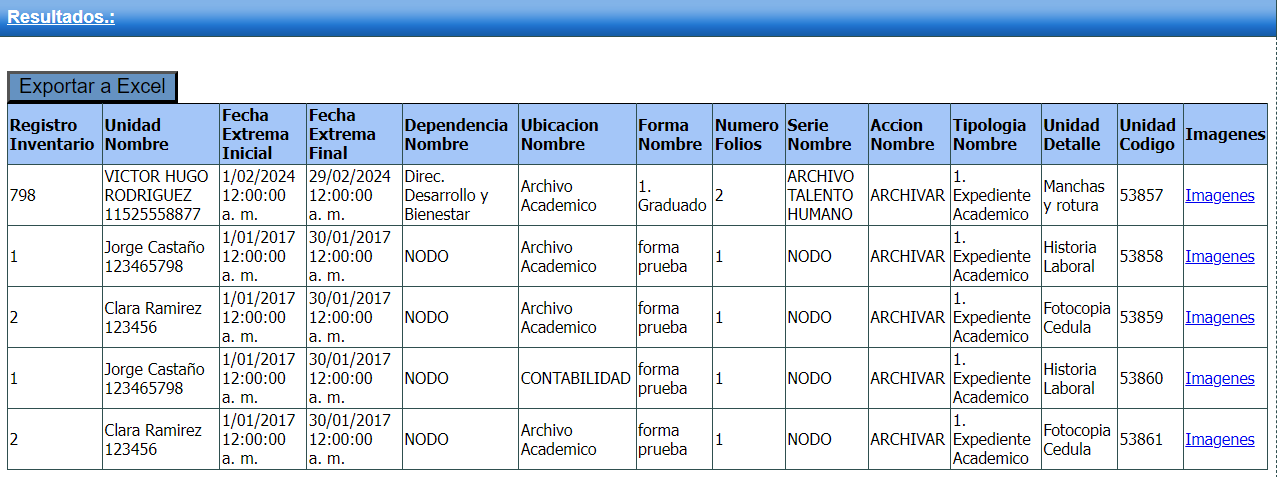 Resultados.:
Exportar a Excel
Registro Inventario | Unidad Nombre | Fecha Extrema Inicial | Fecha Extrema Final | Dependencia Nombre | Ubicacion Nombre | Forma Nombre | Numero Folios | Serie Nombre | Accion Nombre | Tipologia Nombre | Unidad Detalle | Unidad Codigo | Imagenes
798 | VICTOR HUGO RODRIGUEZ 11525558877 | 1/02/2024 12:00:00 a. m. | 29/02/2024 12:00:00 a. m. | Direc. Desarrollo y Bienestar | Archivo Academico | 1. Graduado | 2 | ARCHIVO TALENTO HUMANO | ARCHIVAR | 1. Expediente Academico | Manchas y rotura | 53857 | Imagenes
1 | Jorge Castaño 123465798 | 1/01/2017 12:00:00 a. m. | 30/01/2017 12:00:00 a. m. | NODO | Archivo Academico | forma prueba | 1 | NODO | ARCHIVAR | 1. Expediente Academico | Historia Laboral | 53858 | Imagenes
2 | Clara Ramirez 123456 | 1/01/2017 12:00:00 a. m. | 30/01/2017 12:00:00 a. m. | NODO | Archivo Academico | forma prueba | 1 | NODO | ARCHIVAR | 1. Expediente Academico | Fotocopia Cedula | 53859 | Imagenes
1 | Jorge Castaño 123465798 | 1/01/2017 12:00:00 a. m. | 30/01/2017 12:00:00 a. m. | NODO | CONTABILIDAD | forma prueba | 1 | NODO | ARCHIVAR | 1. Expediente Academico | Historia Laboral | 53860 | Imagenes
2 | Clara Ramirez 123456 | 1/01/2017 12:00:00 a. m. | 30/01/2017 12:00:00 a. m. | NODO | Archivo Academico | forma prueba | 1 | NODO | ARCHIVAR | 1. Expediente Academico | Fotocopia Cedula | 53861 | Imagenes